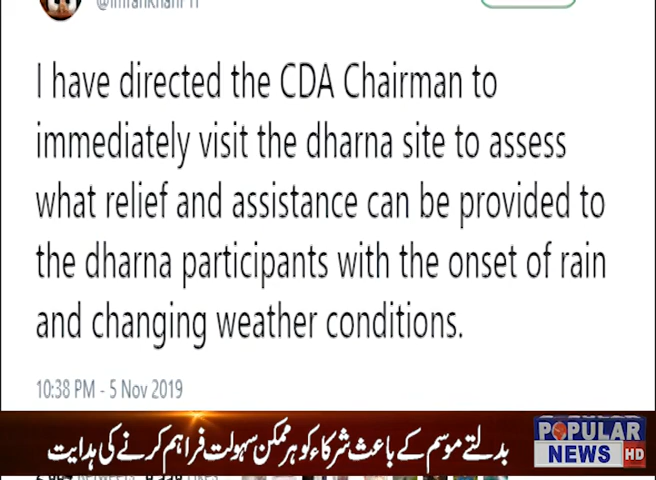 @ImranKhanPTI
I have directed the CDA Chairman to
immediately visit the dharna site to assess
what relief and assistance can be provided to
the dharna participants with the onset of rain
and changing weather conditions.
10:38 PM - 5 Nov 2019
بدلتے موسم کے باعث شرکاء کو ہر ممکن سہولت فراہم کرنے کی ہدایت
POPULAR
NEWS HD